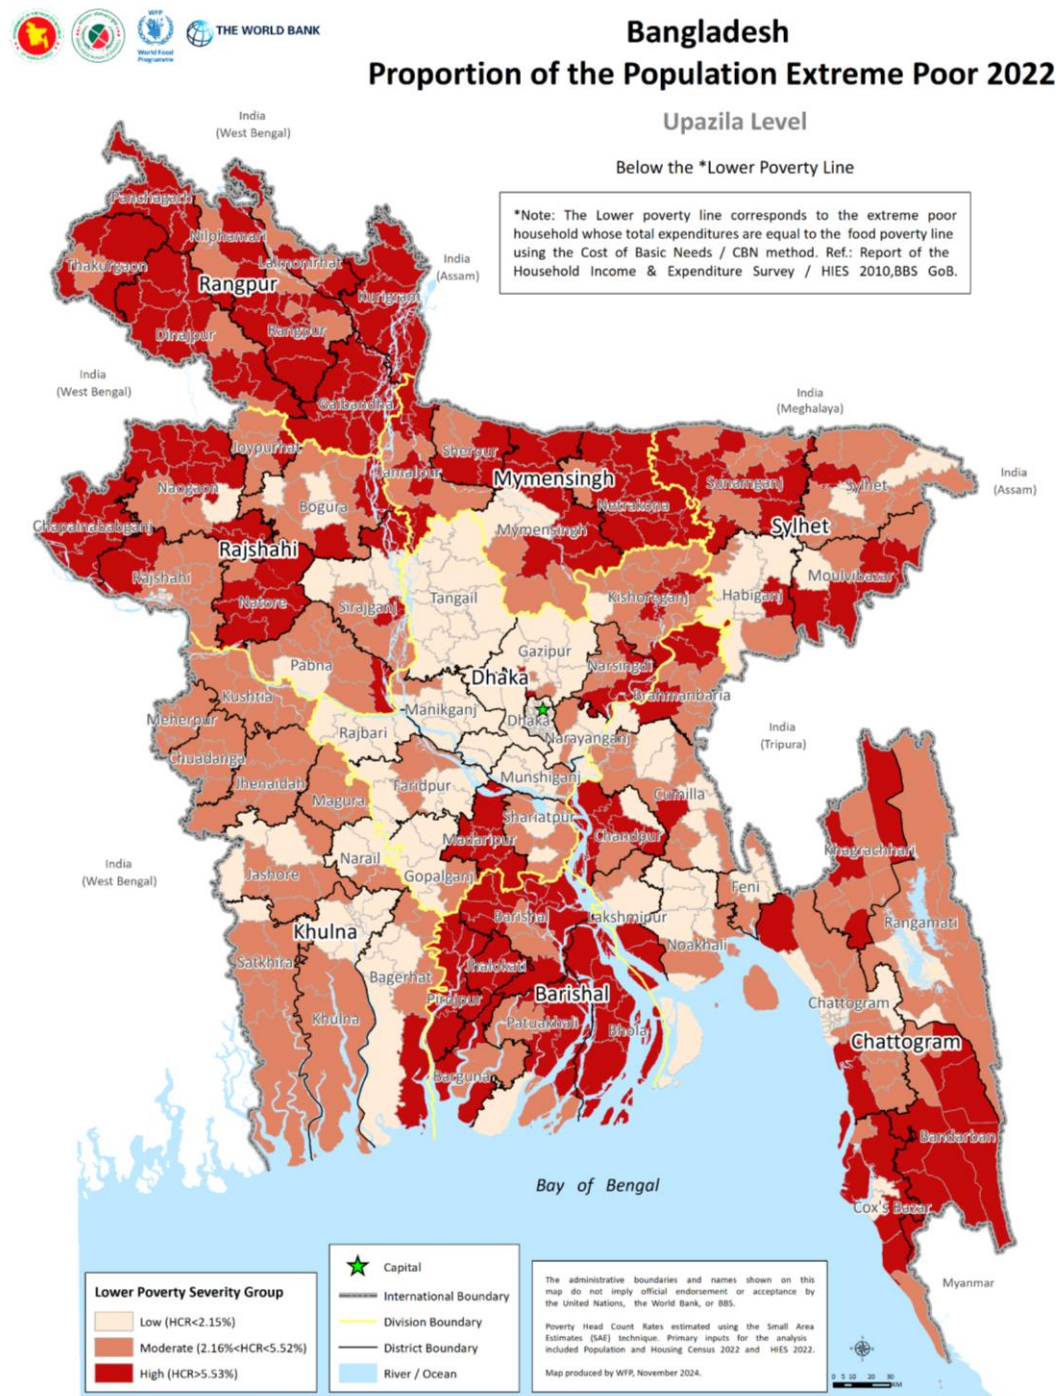 WFP
World Food
Programme
THE WORLD BANK
Bangladesh
Proportion of the Population Extreme Poor 2022
Upazila Level
Below the *Lower Poverty Line
*Note: The Lower poverty line corresponds to the extreme poor
household whose total expenditures are equal to the food poverty line
using the Cost of Basic Needs / CBN method. Ref.: Report of the
Household Income & Expenditure Survey / HIES 2010,BBS GoB.
India
(West Bengal)
Panchagarh
Nilphamari
Lalmonirhat
Thakurgaon
India
(Assam)
Rangpur
Kurigram
Dinajpur
Rangpur
India
(West Bengal)
Gaibandha
India
(Meghalaya)
Joypurhat
Sherpur
Jamalpur
Mymensingh
Sunamganj
Sylhet
India
(Assam)
Naogaon
Bogura
Netrakona
Chapainababganj
Mymensingh
Sylhet
Rajshahi
Rajshahi
Moulvibazar
Natore
Sirajganj
Tangail
Kishoreganj
Habiganj
Gazipur
Pabna
Narsingdi
Dhaka
Kushtia
Brahmanbaria
Manikganj
Meherpur
Dhaka
Rajbari
Narayanganj
India
(Tripura)
Chuadanga
Munshiganj
Jhenaidah
Faridpur
Cumilla
Magura
Shariatpur
Madaripur
Chandpur
Khagrachhari
Narail
India
(West Bengal)
Jashore
Gopalganj
Feni
Barishal
Lakshmipur
Rangamati
Khulna
Noakhali
Satkhira
Jhalokati
Bagerhat
Barishal
Pirojpur
Chattogram
Khulna
Patuakhali
Bhola
Chattogram
Barguna
Bandarban
Bay of Bengal
Cox's Bazar
Myanmar
Lower Poverty Severity Group
Low (HCR<2.15%)
Moderate (2.16%<HCR<5.52%)
High (HCR>5.53%)
Capital
International Boundary
Division Boundary
District Boundary
River / Ocean
The administrative boundaries and names shown on this
map do not imply official endorsement or acceptance by
the United Nations, the World Bank, or BBS.
Poverty Head Count Rates estimated using the Small Area
Estimates (SAE) technique. Primary inputs for the analysis
included Population and Housing Census 2022 and HIES 2022.
Map produced by WFP, November 2024.
0 5 10 20 30
KM